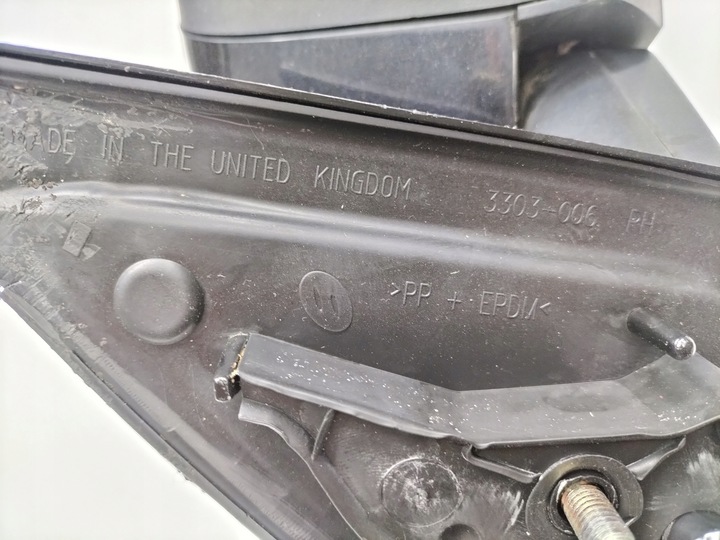 MADE IN THE UNITED KINGDOM
3303-006 RH
>PP + EPDM<